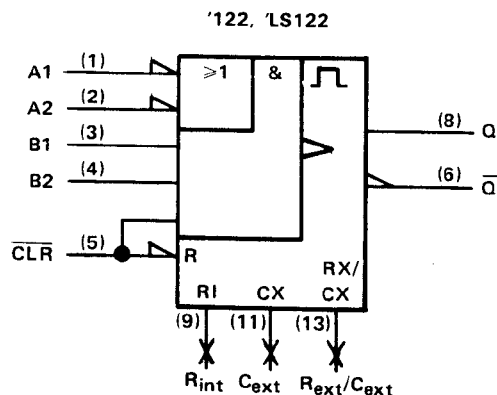 '122, 'LS122
A1 (1) ⩾1 & 
A2 (2)
B1 (3) (8) Q
B2 (4) (6) Q̅
C̅L̅R̅ (5) R RX/
RI CX CX
(9) (11) (13)
Rint Cext Rext/Cext